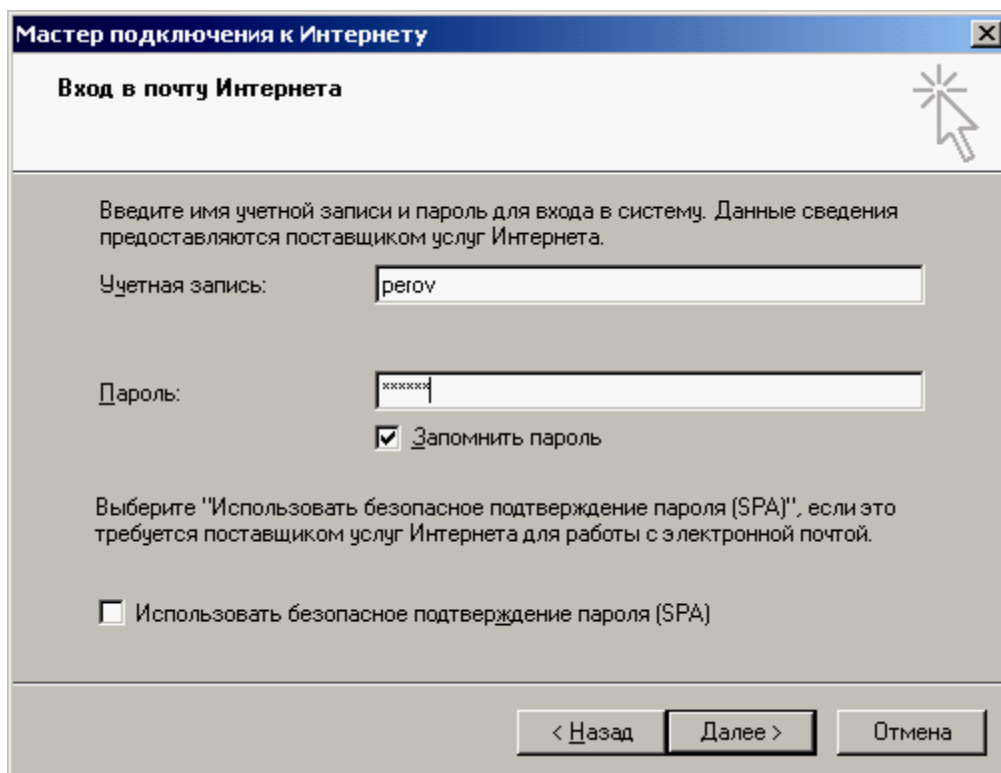 Мастер подключения к Интернету
Вход в почту Интернета
Введите имя учетной записи и пароль для входа в систему. Данные сведения
предоставляются поставщиком услуг Интернета.
Учетная запись: perov
Пароль: ******
Запомнить пароль
Выберите "Использовать безопасное подтверждение пароля (SPA)", если это
требуется поставщиком услуг Интернета для работы с электронной почтой.
Использовать безопасное подтверждение пароля (SPA)
< Назад Далее > Отмена